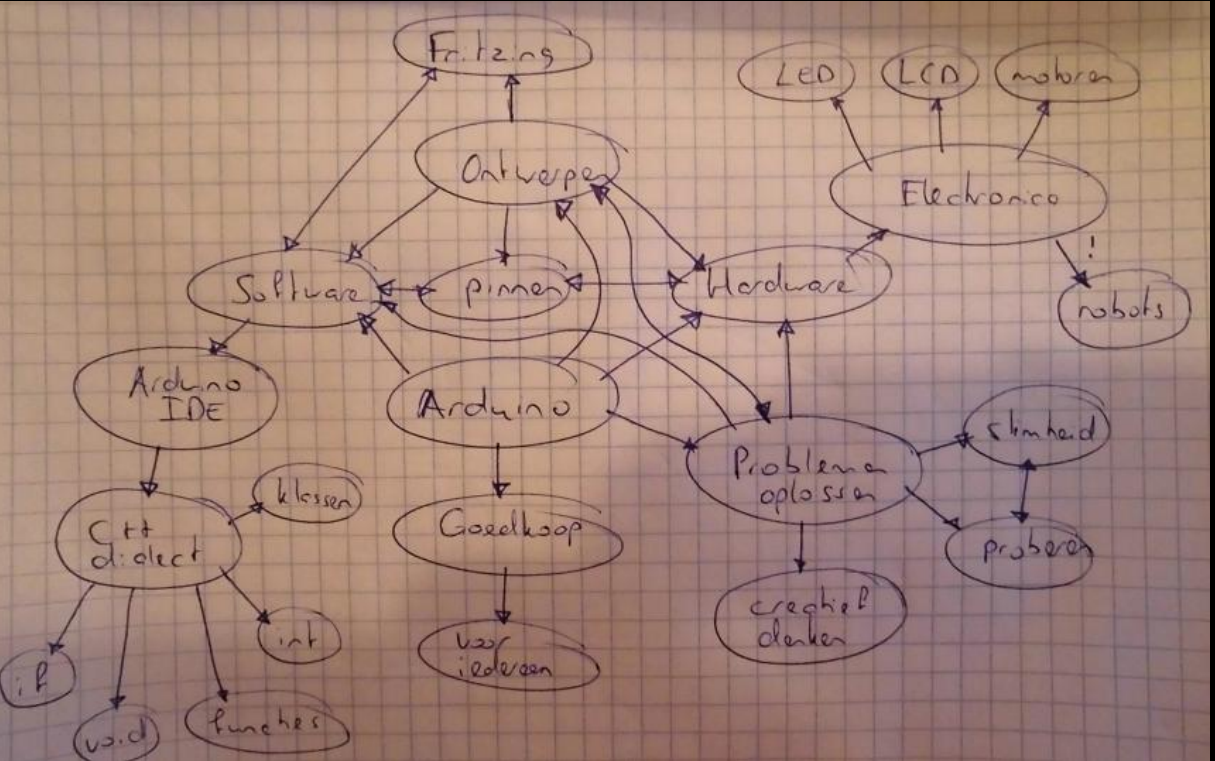 Fritzing
LED
LCD
motoren
Ontwerpen
Electronica
!
Software
pinnen
Hardware
robots
Arduino
IDE
Arduino
slimheid
Problemen
oplossen
klassen
C++
dialect
Goedkoop
proberen
creatief
denken
int
voor
iedereen
if
void
functies